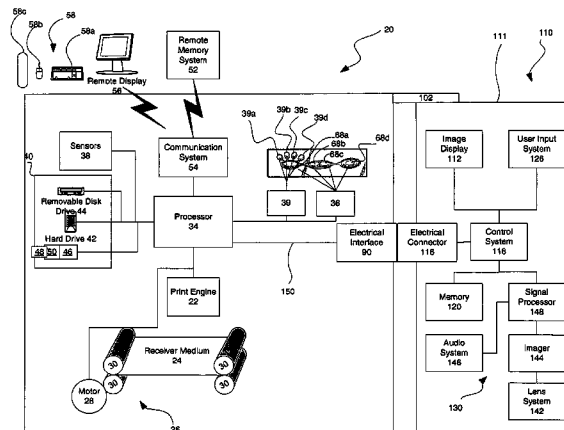 58c
58b
58
58a
Remote Display
56
Remote
Memory
System
52
20
111
110
102
Sensors
38
Communication
System
54
39a
39b
39c
39d
68a
68b
68c
68d
Image
Display
112
User Input
System
126
40
Removable Disk
Drive 44
Hard Drive 42
48
50
46
Processor
34
39
36
Electrical
Interface
90
Electrical
Connector
116
Control
System
118
150
Print Engine
22
Memory
120
Signal
Processor
148
Receiver Medium
24
30
30
30
30
Motor
28
Audio
System
146
Imager
144
130
Lens
System
142